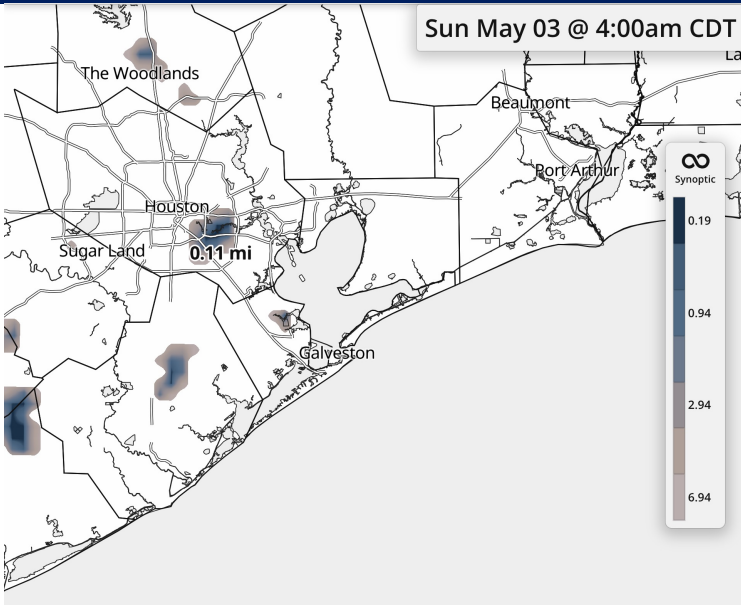 Sun May 03 @ 4:00am CDT
La
The Woodlands
Beaumont
Port Arthur
Houston
Sugar Land
0.11 mi
Galveston
Synoptic
0.19
0.94
2.94
6.94